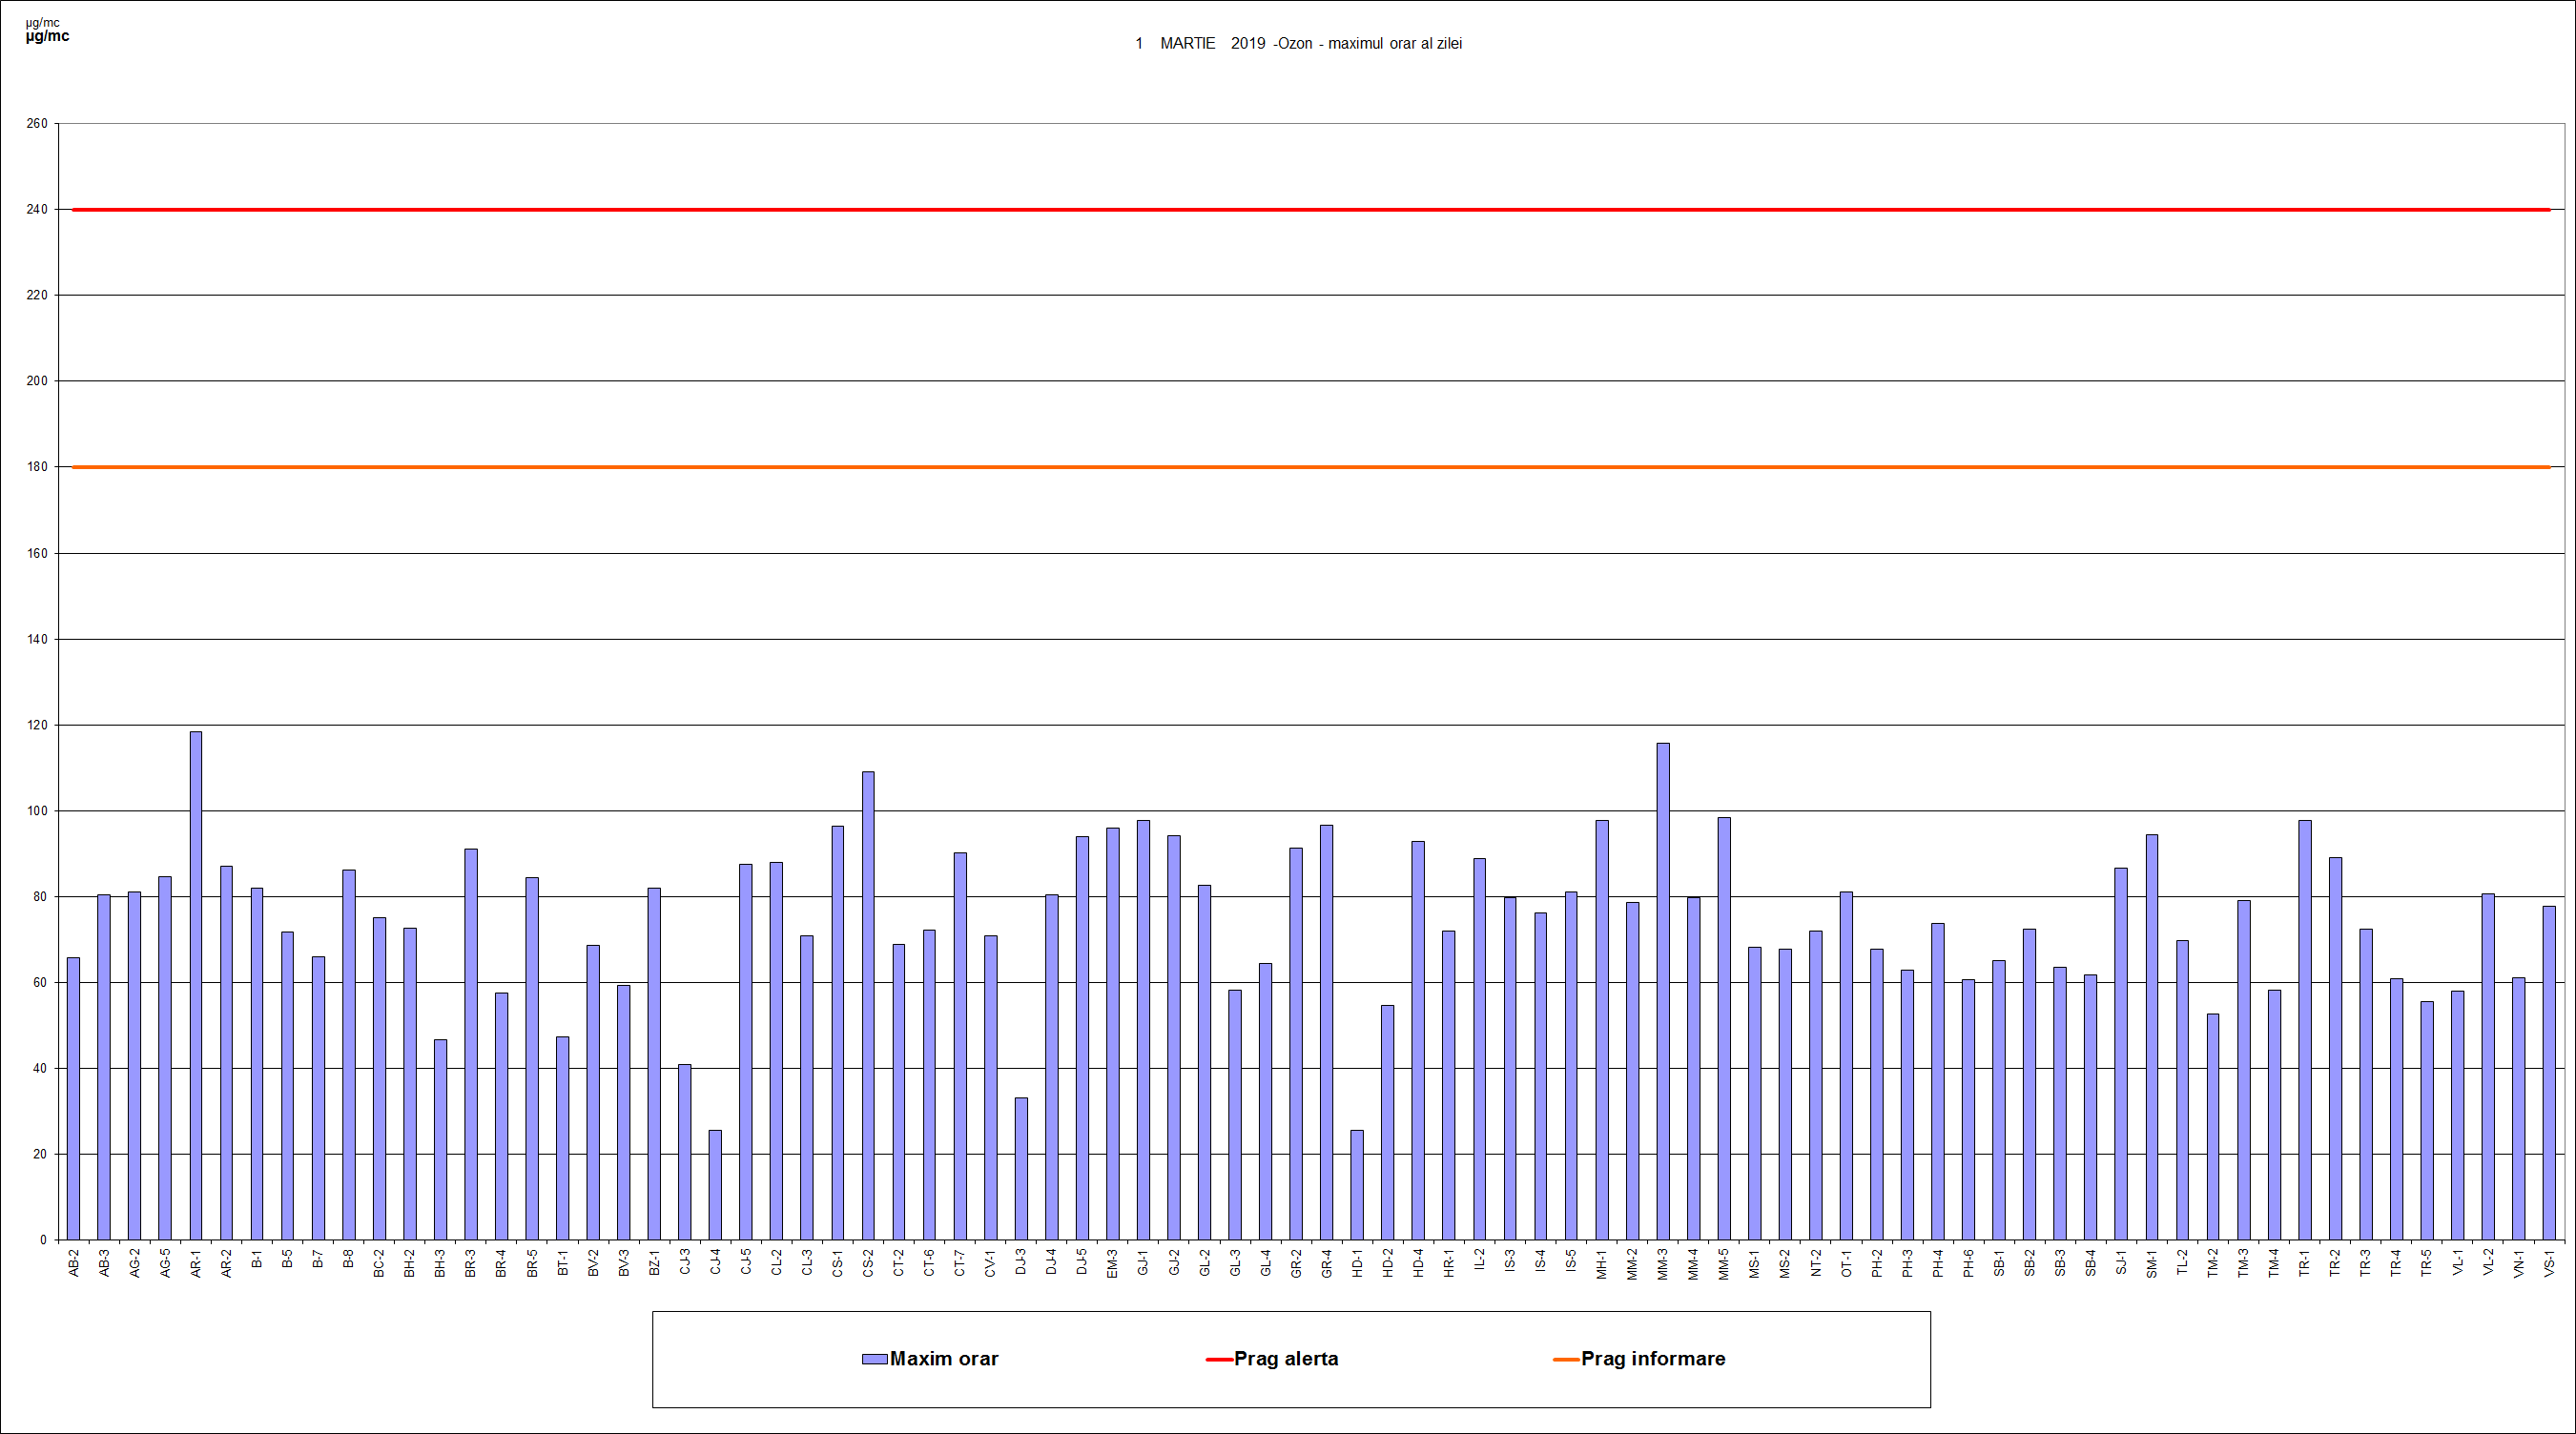 µg/mc
µg/mc
1 MARTIE 2019 -Ozon - maximul orar al zilei
260
240
220
200
180
160
140
120
100
80
60
40
20
0
AB-2 AB-3 AG-2 AG-5 AR-1 AR-2 B-1 B-5 B-7 B-8 BC-2 BH-2 BH-3 BR-3 BR-4 BR-5 BT-1 BV-2 BV-3 BZ-1 CJ-3 CJ-4 CJ-5 CL-2 CL-3 CS-1 CS-2 CT-2 CT-6 CT-7 CV-1 DJ-3 DJ-4 DJ-5 EM-3 GJ-1 GJ-2 GL-2 GL-3 GL-4 GR-2 GR-4 HD-1 HD-2 HD-4 HR-1 IL-2 IS-3 IS-4 IS-5 MH-1 MM-2 MM-3 MM-4 MM-5 MS-1 MS-2 NT-2 OT-1 PH-2 PH-3 PH-4 PH-6 SB-1 SB-2 SB-3 SB-4 SJ-1 SM-1 TL-2 TM-2 TM-3 TM-4 TR-1 TR-2 TR-3 TR-4 TR-5 VL-1 VL-2 VN-1 VS-1
Maxim orar Prag alerta Prag informare